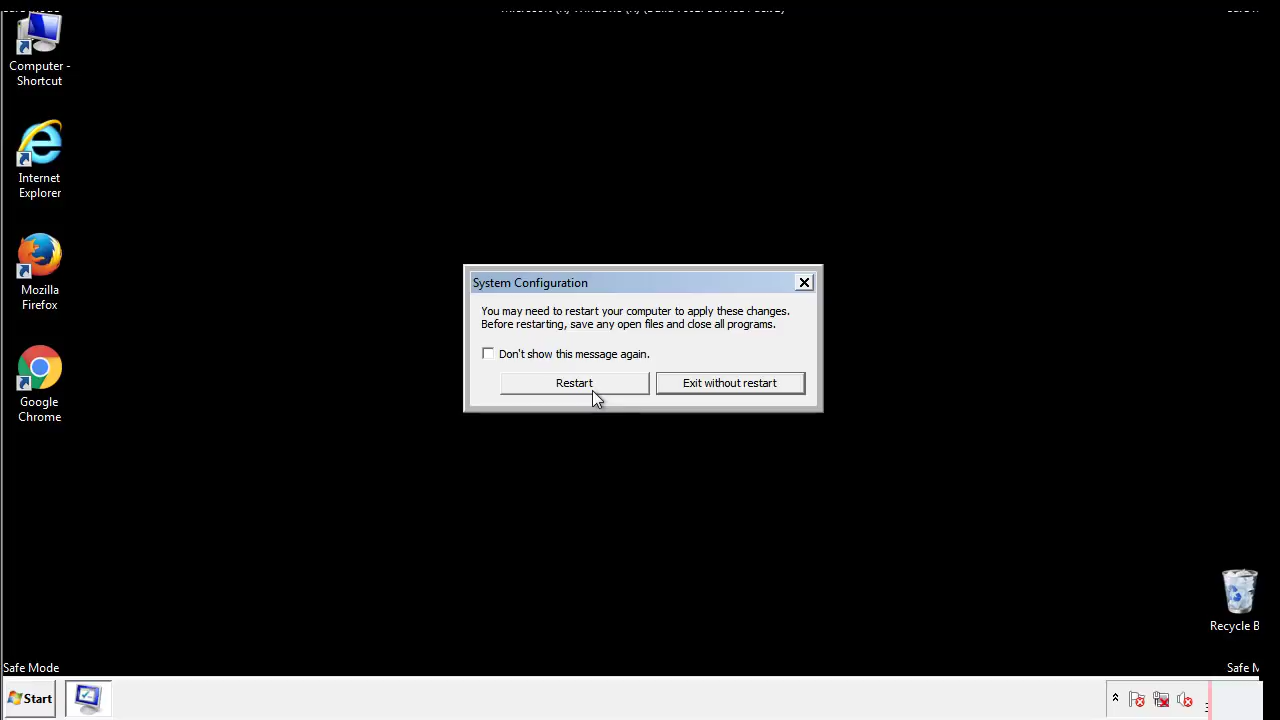 Computer -
Shortcut
Internet
Explorer
Mozilla
Firefox
Google
Chrome
System Configuration
You may need to restart your computer to apply these changes.
Before restarting, save any open files and close all programs.
Don't show this message again.
Restart
Exit without restart
Recycle B
Safe Mode
Safe M
Start